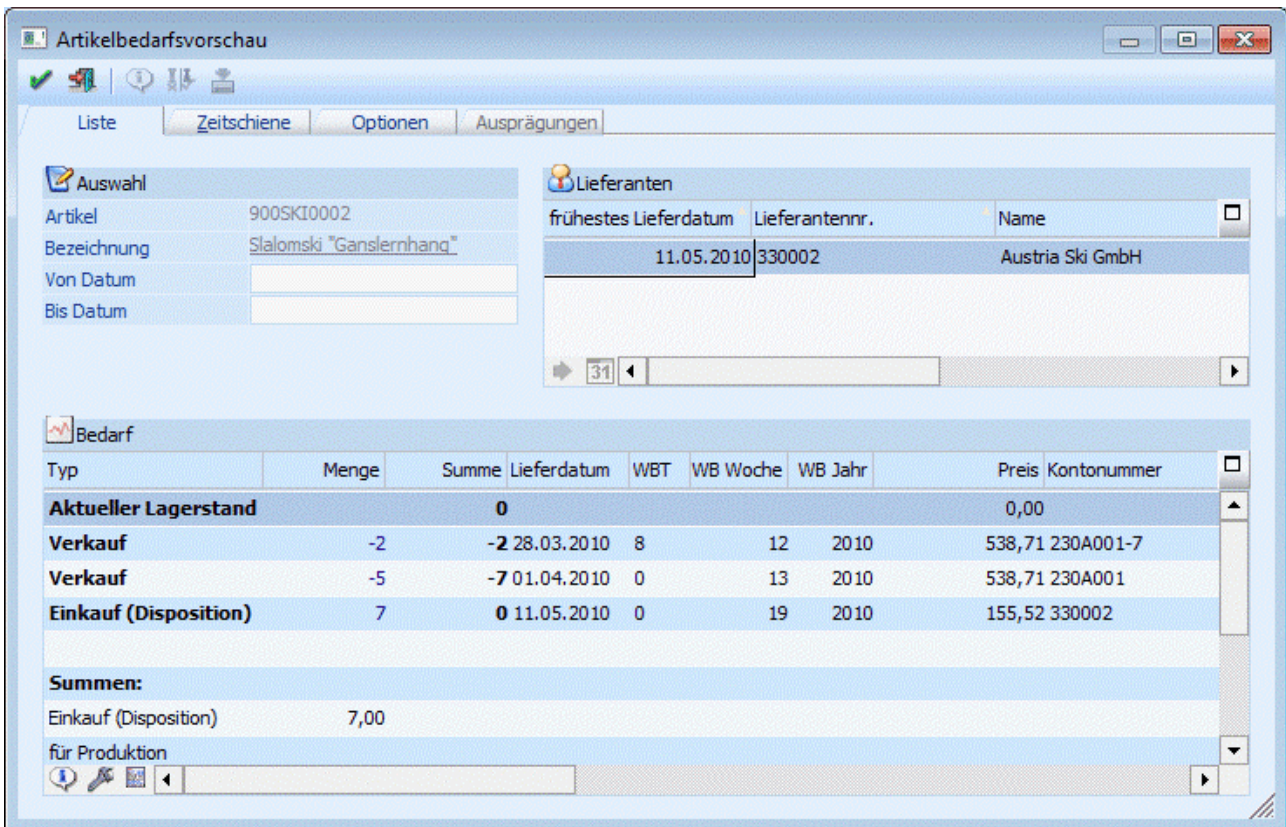 Artikelbedarfsvorschau
Liste Zeitschiene Optionen Ausprägungen
Auswahl
Artikel 900SKI0002
Bezeichnung Slalomski "Ganslernhang"
Von Datum
Bis Datum
Lieferanten
frühestes Lieferdatum Lieferantennr. Name
11.05.2010 330002 Austria Ski GmbH
31
Bedarf
Typ Menge Summe Lieferdatum WBT WB Woche WB Jahr Preis Kontonummer
Aktueller Lagerstand 0 0,00
Verkauf -2 -2 28.03.2010 8 12 2010 538,71 230A001-7
Verkauf -5 -7 01.04.2010 0 13 2010 538,71 230A001
Einkauf (Disposition) 7 0 11.05.2010 0 19 2010 155,52 330002
Summen:
Einkauf (Disposition) 7,00
für Produktion